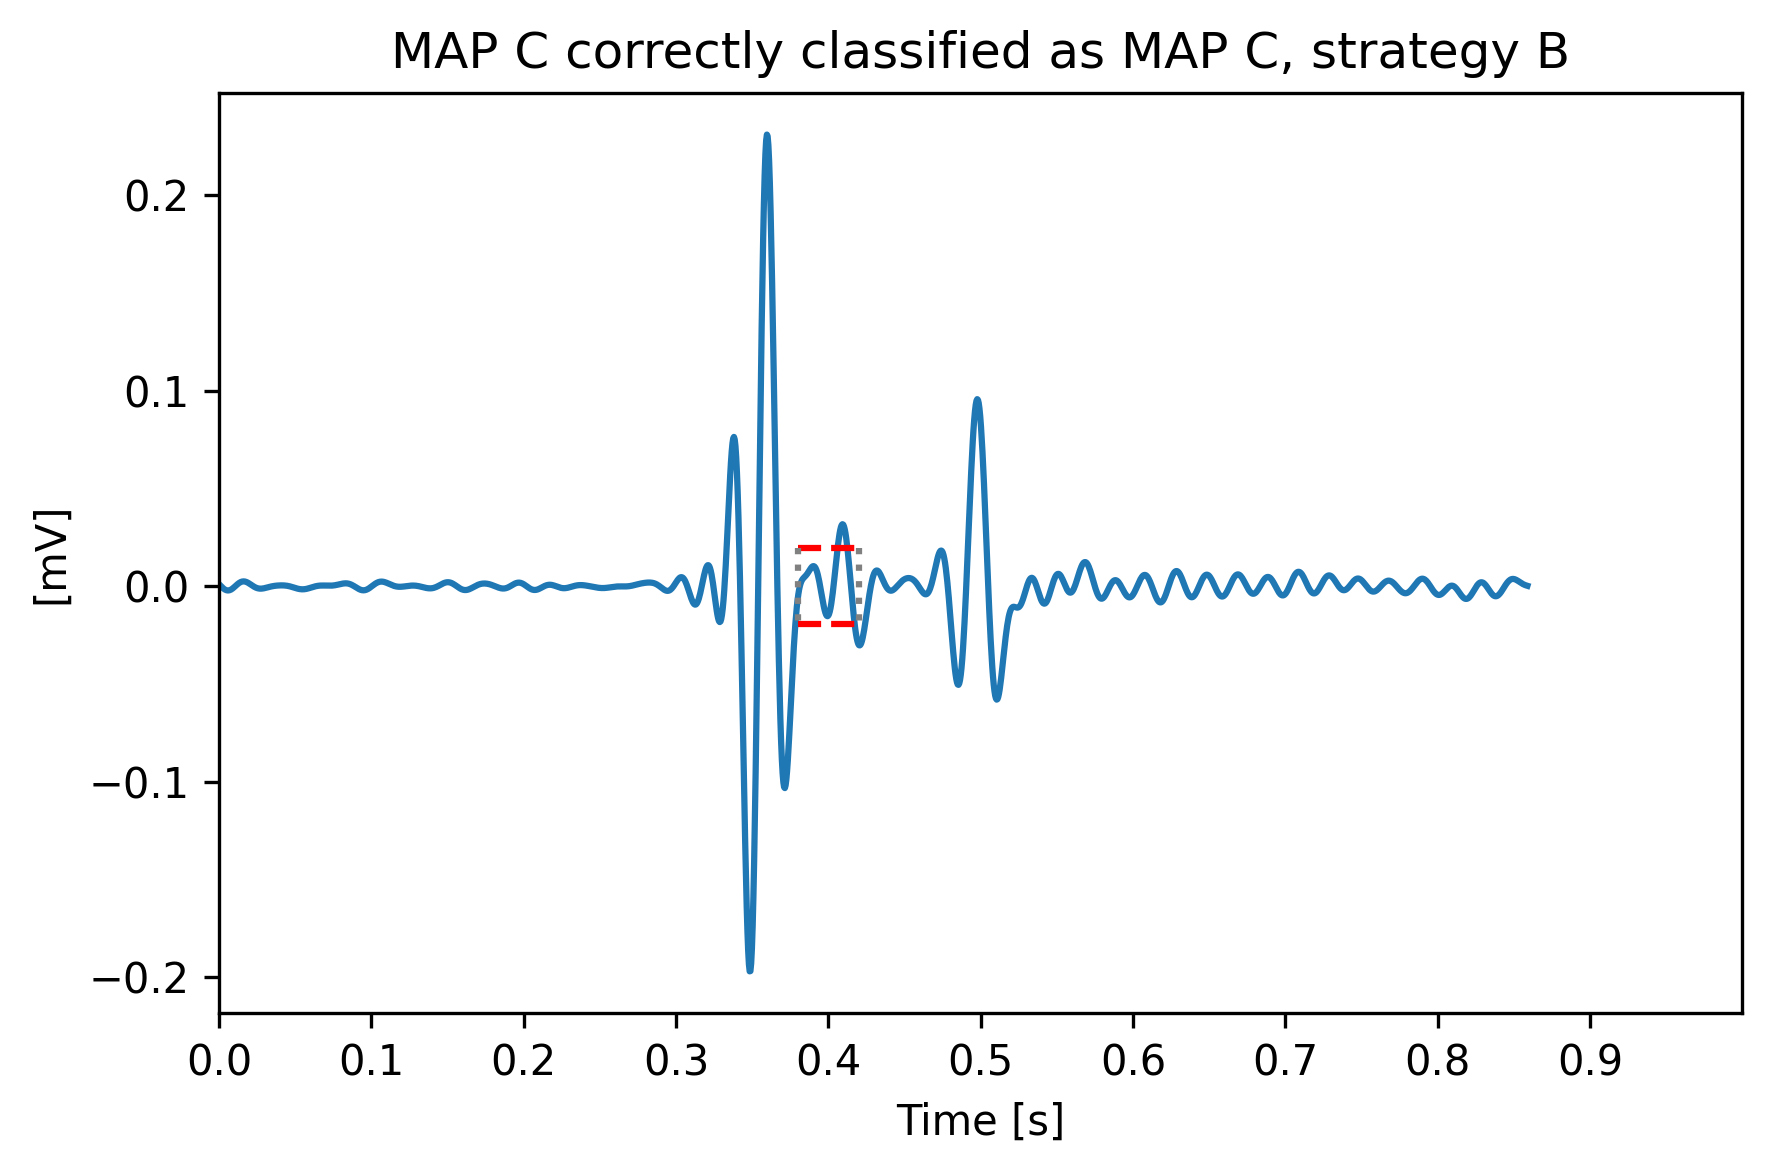 MAP C correctly classified as MAP C, strategy B
[mV]
0.2
0.1
0.0
−0.1
−0.2
0.0 0.1 0.2 0.3 0.4 0.5 0.6 0.7 0.8 0.9
Time [s]